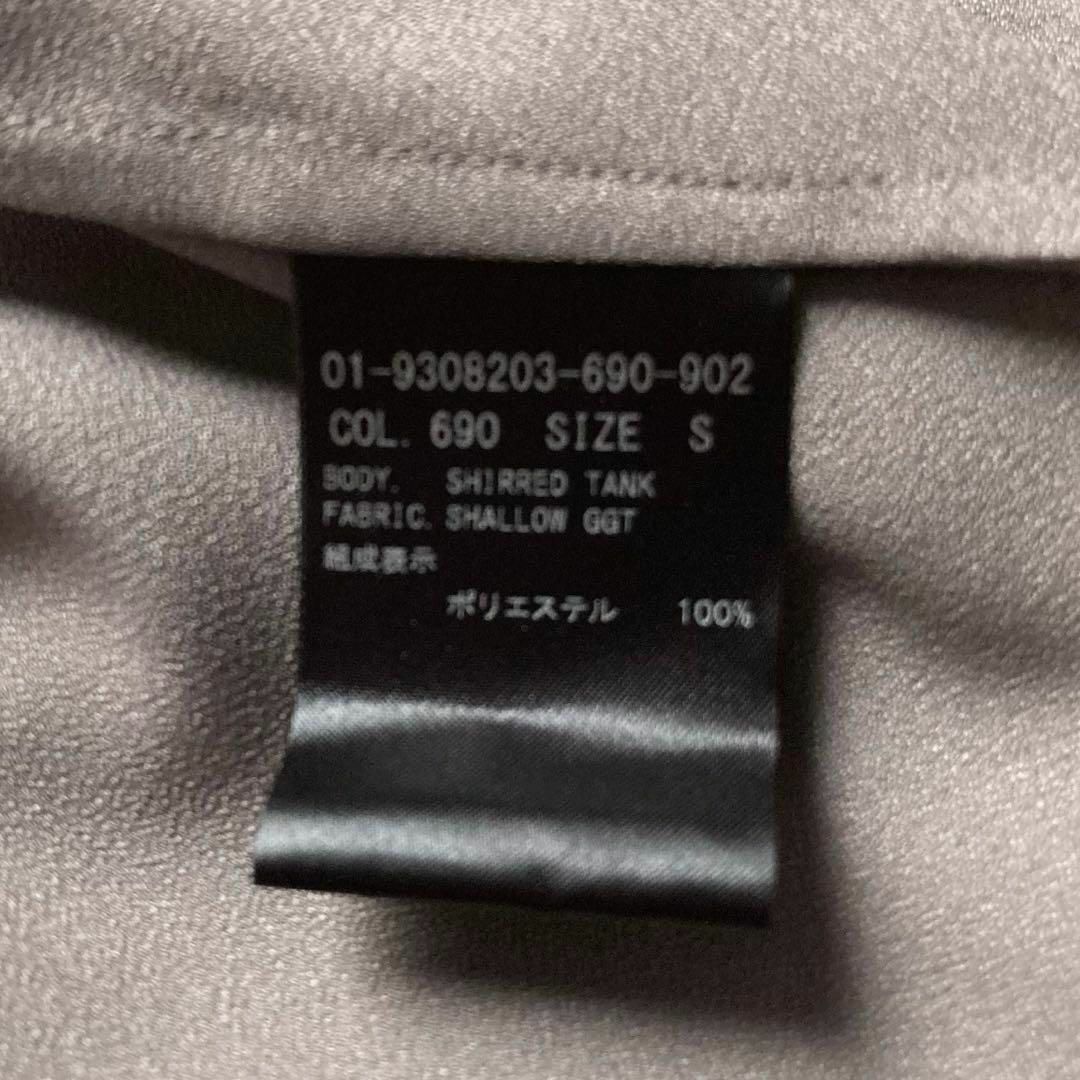 01-9308203-690-902
COL. 690 SIZE S
BODY. SHIRRED TANK
FABRIC. SHALLOW GGT
組成表示
ポリエステル 100%